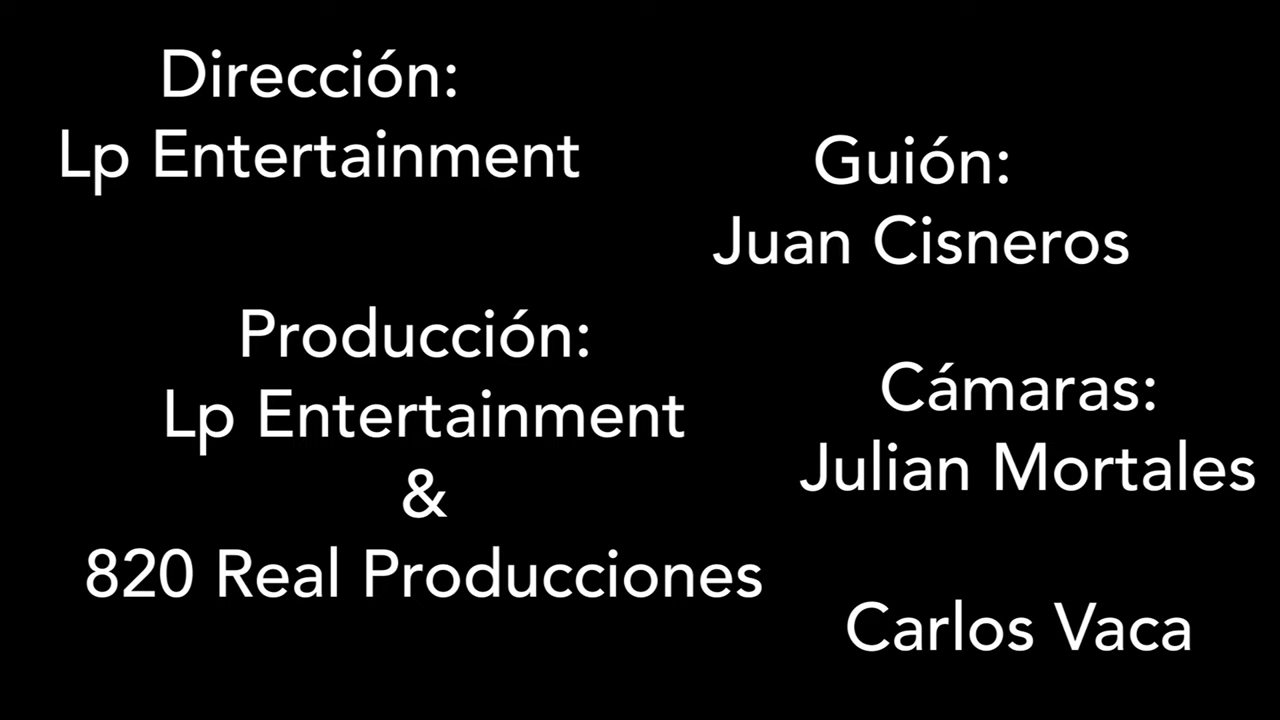 Dirección:
Lp Entertainment
Guión:
Juan Cisneros
Producción:
Lp Entertainment
&
820 Real Producciones
Cámaras:
Julian Mortales
Carlos Vaca